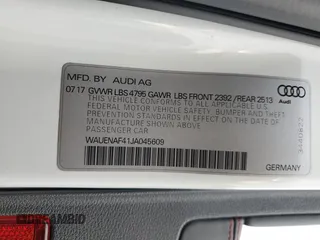 MFD. BY AUDI AG
07 17 GVWR LBS 4795 GAWR LBS FRONT 2392 /REAR 2513
THIS VEHICLE CONFORMS TO ALL APPLICABLE U.S.
FEDERAL MOTOR VEHICLE SAFETY, BUMPER AND
THEFT PREVENTION STANDARDS IN EFFECT ON THE
DATE OF MANUFACTURE SHOWN ABOVE
PASSENGER CAR
WAUENAF41JA045609
GERMANY
Audi
DREAMBID